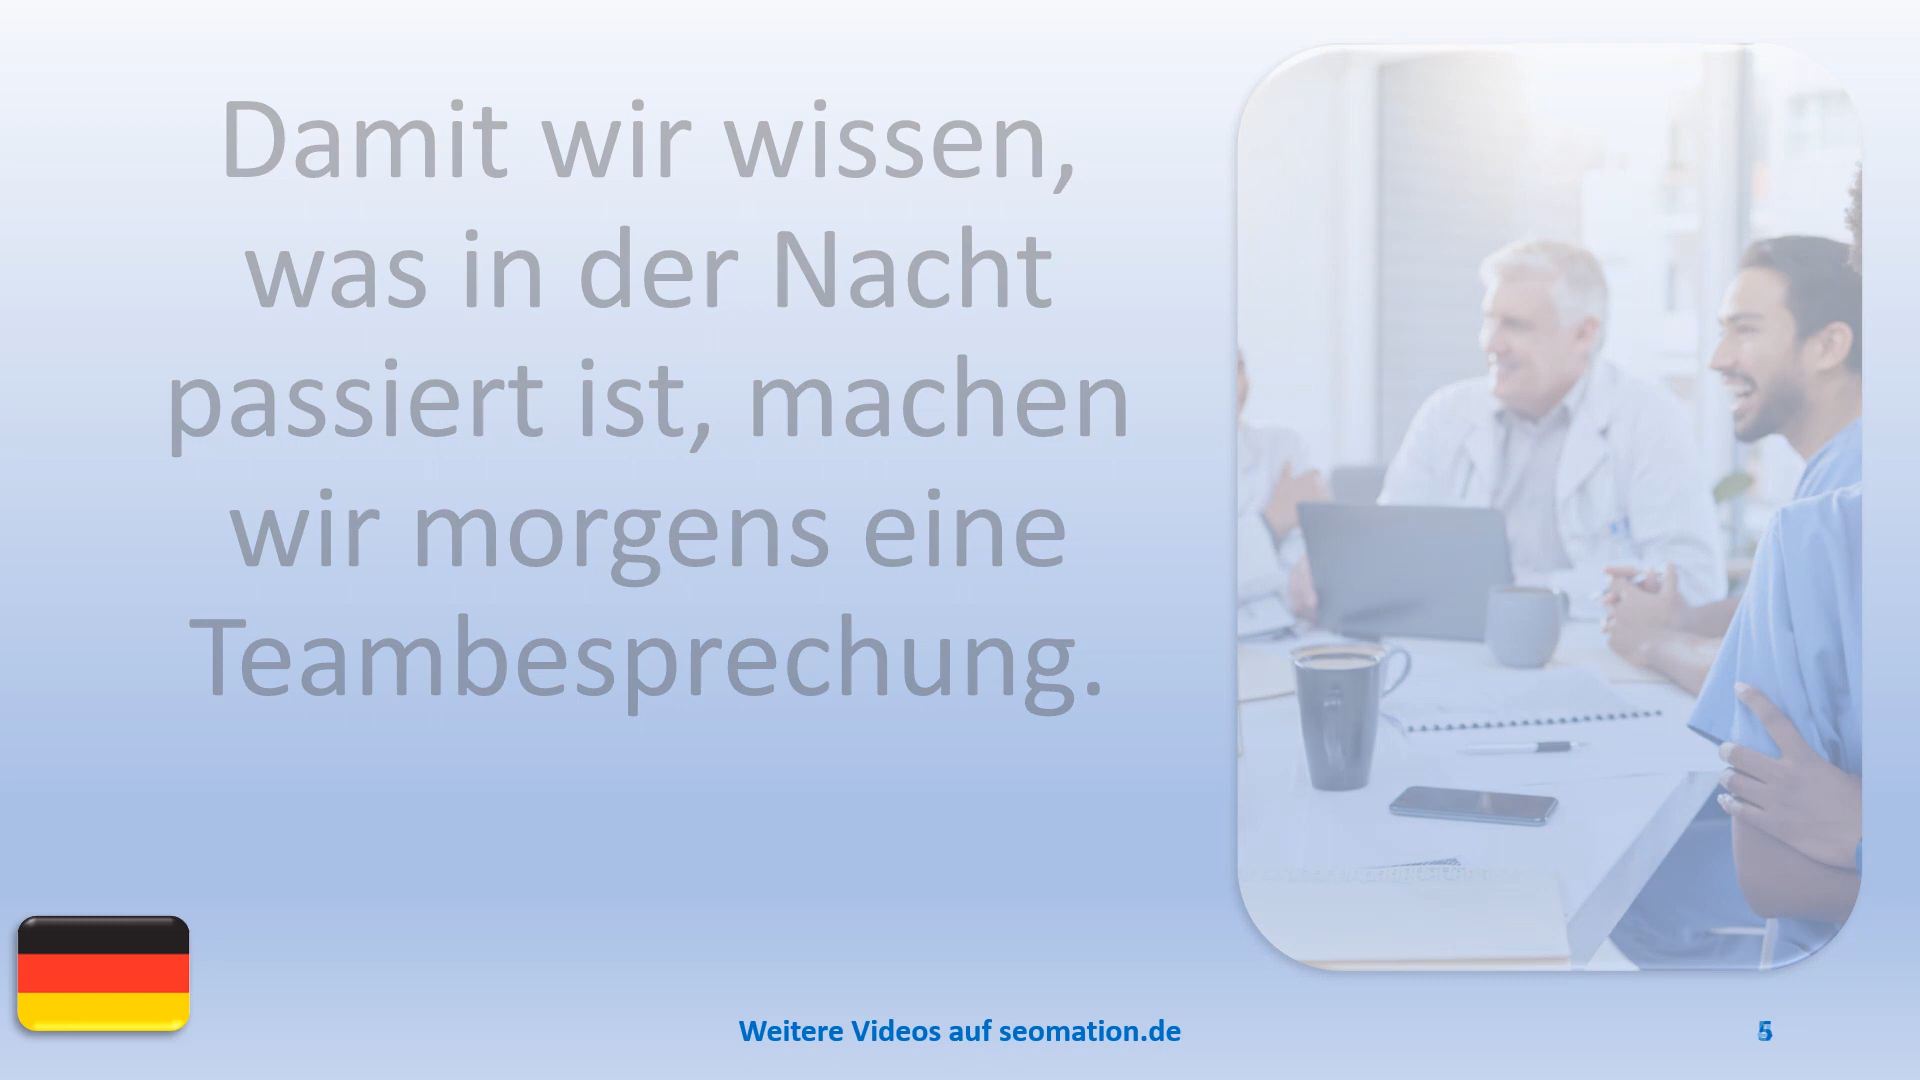 Damit wir wissen,
was in der Nacht
passiert ist, machen
wir morgens eine
Teambesprechung.
Weitere Videos auf seomation.de